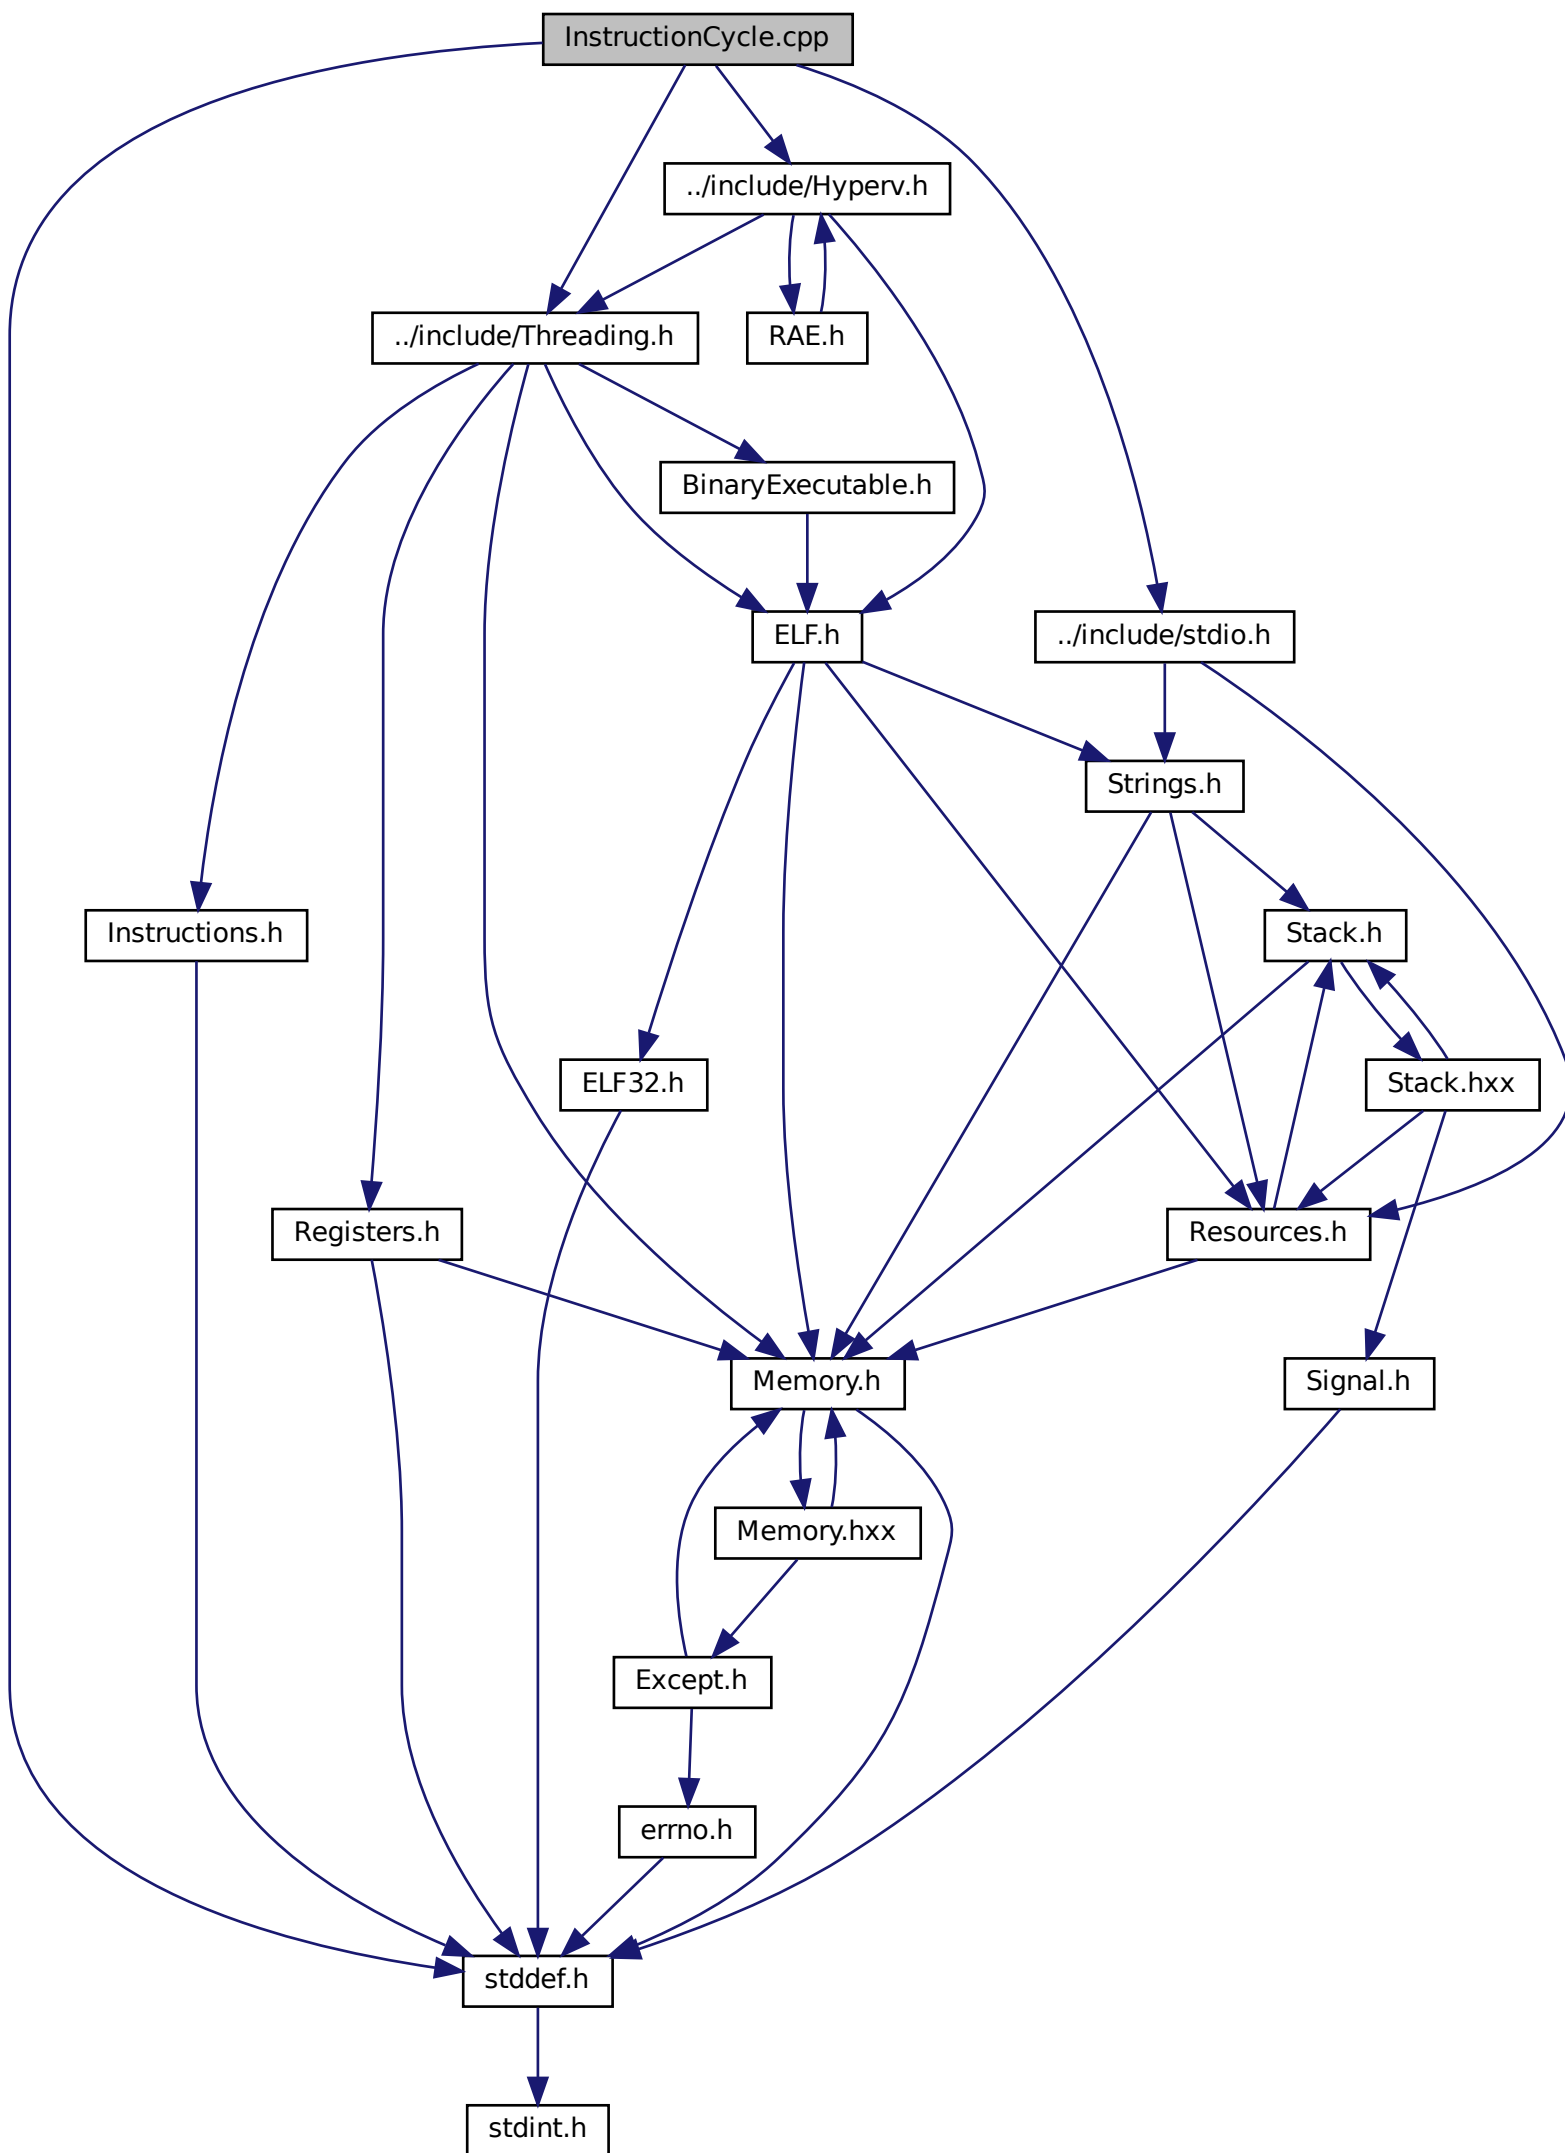 InstructionCycle.cpp
../include/Hyperv.h
../include/Threading.h
RAE.h
BinaryExecutable.h
ELF.h
../include/stdio.h
Strings.h
Instructions.h
Stack.h
ELF32.h
Stack.hxx
Registers.h
Resources.h
Memory.h
Signal.h
Memory.hxx
Except.h
errno.h
stddef.h
stdint.h